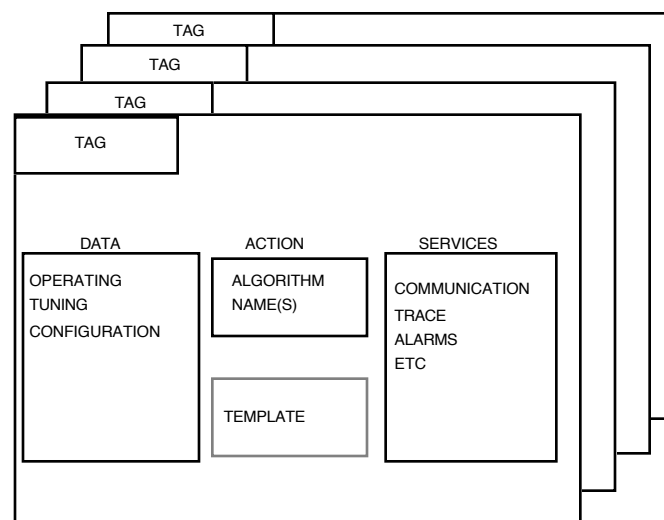 TAG
TAG
TAG
TAG
DATA
OPERATING
TUNING
CONFIGURATION
ACTION
ALGORITHM
NAME(S)
TEMPLATE
SERVICES
COMMUNICATION
TRACE
ALARMS
ETC